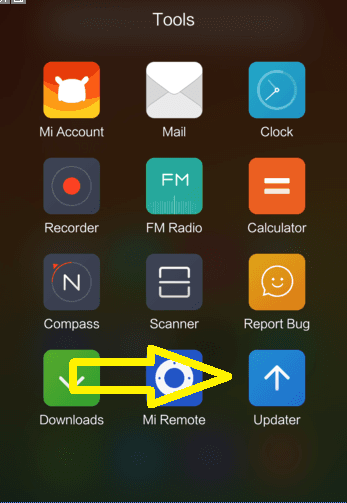 Tools
Mi Account Mail Clock
FM
Recorder FM Radio Calculator
N
Compass Scanner Report Bug
Downloads Mi Remote Updater